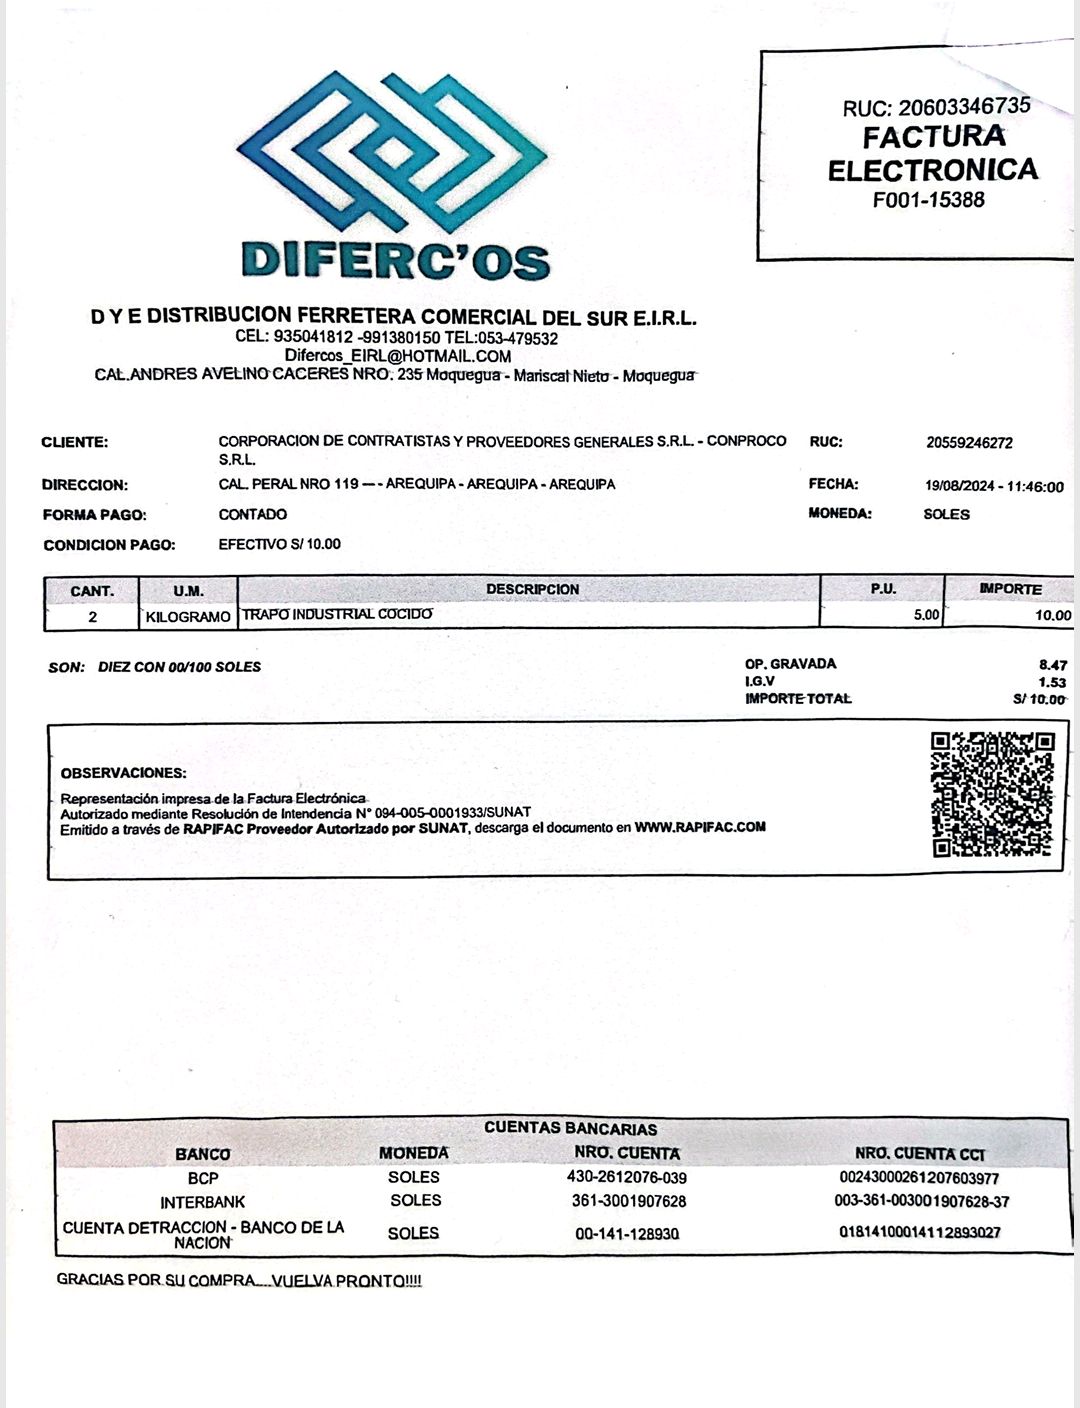 RUC: 20603346735
FACTURA
ELECTRONICA
F001-15388
DIFERC'OS
D Y E DISTRIBUCION FERRETERA COMERCIAL DEL SUR E.I.R.L.
CEL: 935041812 -991380150 TEL:053-479532
Difercos_EIRL@HOTMAIL.COM
CAL.ANDRES AVELINO CACERES NRO. 235 Moquegua - Mariscal Nieto - Moquegua
CLIENTE: CORPORACION DE CONTRATISTAS Y PROVEEDORES GENERALES S.R.L. - CONPROCO RUC: 20559246272
S.R.L.
DIRECCION: CAL. PERAL NRO 119 --- - AREQUIPA - AREQUIPA - AREQUIPA FECHA: 19/08/2024 - 11:46:00
FORMA PAGO: CONTADO MONEDA: SOLES
CONDICION PAGO: EFECTIVO S/ 10.00
CANT. U.M. DESCRIPCION P.U. IMPORTE
2 KILOGRAMO TRAPO INDUSTRIAL COCIDO 5.00 10.00
SON: DIEZ CON 00/100 SOLES OP. GRAVADA 8.47
I.G.V 1.53
IMPORTE TOTAL S/ 10.00
OBSERVACIONES:
Representación impresa de la Factura Electrónica
Autorizado mediante Resolución de Intendencia N° 094-005-0001933/SUNAT
Emitido a través de RAPIFAC Proveedor Autorizado por SUNAT, descarga el documento en WWW.RAPIFAC.COM
CUENTAS BANCARIAS
BANCO MONEDA NRO. CUENTA NRO. CUENTA CCI
BCP SOLES 430-2612076-039 00243000261207603977
INTERBANK SOLES 361-3001907628 003-361-003001907628-37
CUENTA DETRACCION - BANCO DE LA NACION SOLES 00-141-128930 01814100014112893027
GRACIAS POR SU COMPRA....VUELVA PRONTO!!!!